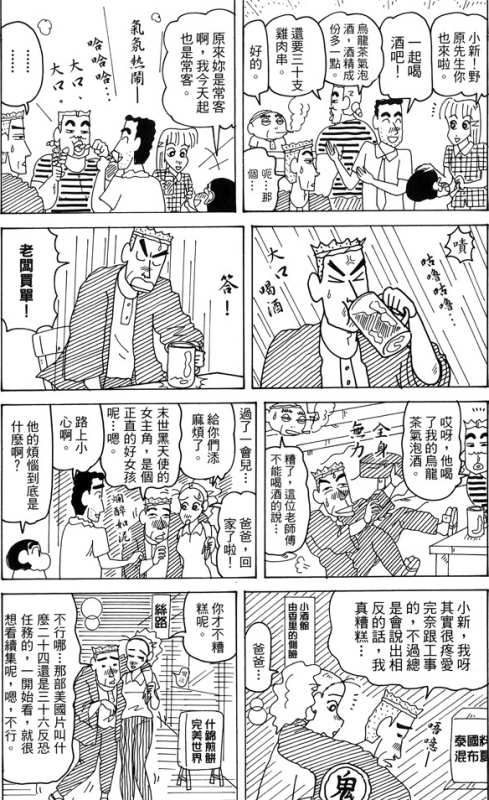 小新！野
原先生你
也來啦。
一起喝
酒吧！
烏龍茶氣泡
酒，酒精成
份多一點。
還要三十支
雞肉串。
好的。
呃…那
個…
原來妳是常客
啊，我今天起
也是常客。
氣氛熱鬧—
哈哈哈…
大口。
大口。
………
………
嘖
咕嚕咕嚕…
大口喝酒
答！
老闆買單！
哎呀，他喝
了我的烏龍
茶氣泡酒。
全身
無力
糟了，這位老師傅
不能喝酒的說…
過了一會兒…
爸爸，回
家了啦！
給你們添
麻煩了。
末世黑天使的
女主角，是個
正直的好女孩
呢…嗯。
爛醉如泥
路上小
心啊。
他的煩惱到底是
什麼啊？
小新，我呀
其實很疼愛
完奈跟工事
的，不過總
是會說出相
反的話，我
真糟糕…
唔噫—
小酒館
由香里的側臉
爸爸…
鬼
泰國料
混布
你才不糟
糕呢。
絲路
什錦煎餅
完美世界
不行哪…那部美國片叫什
麼二十四還是三十六反恐
任務的，一開始看，就很
想看續集呢，嗯，不行。